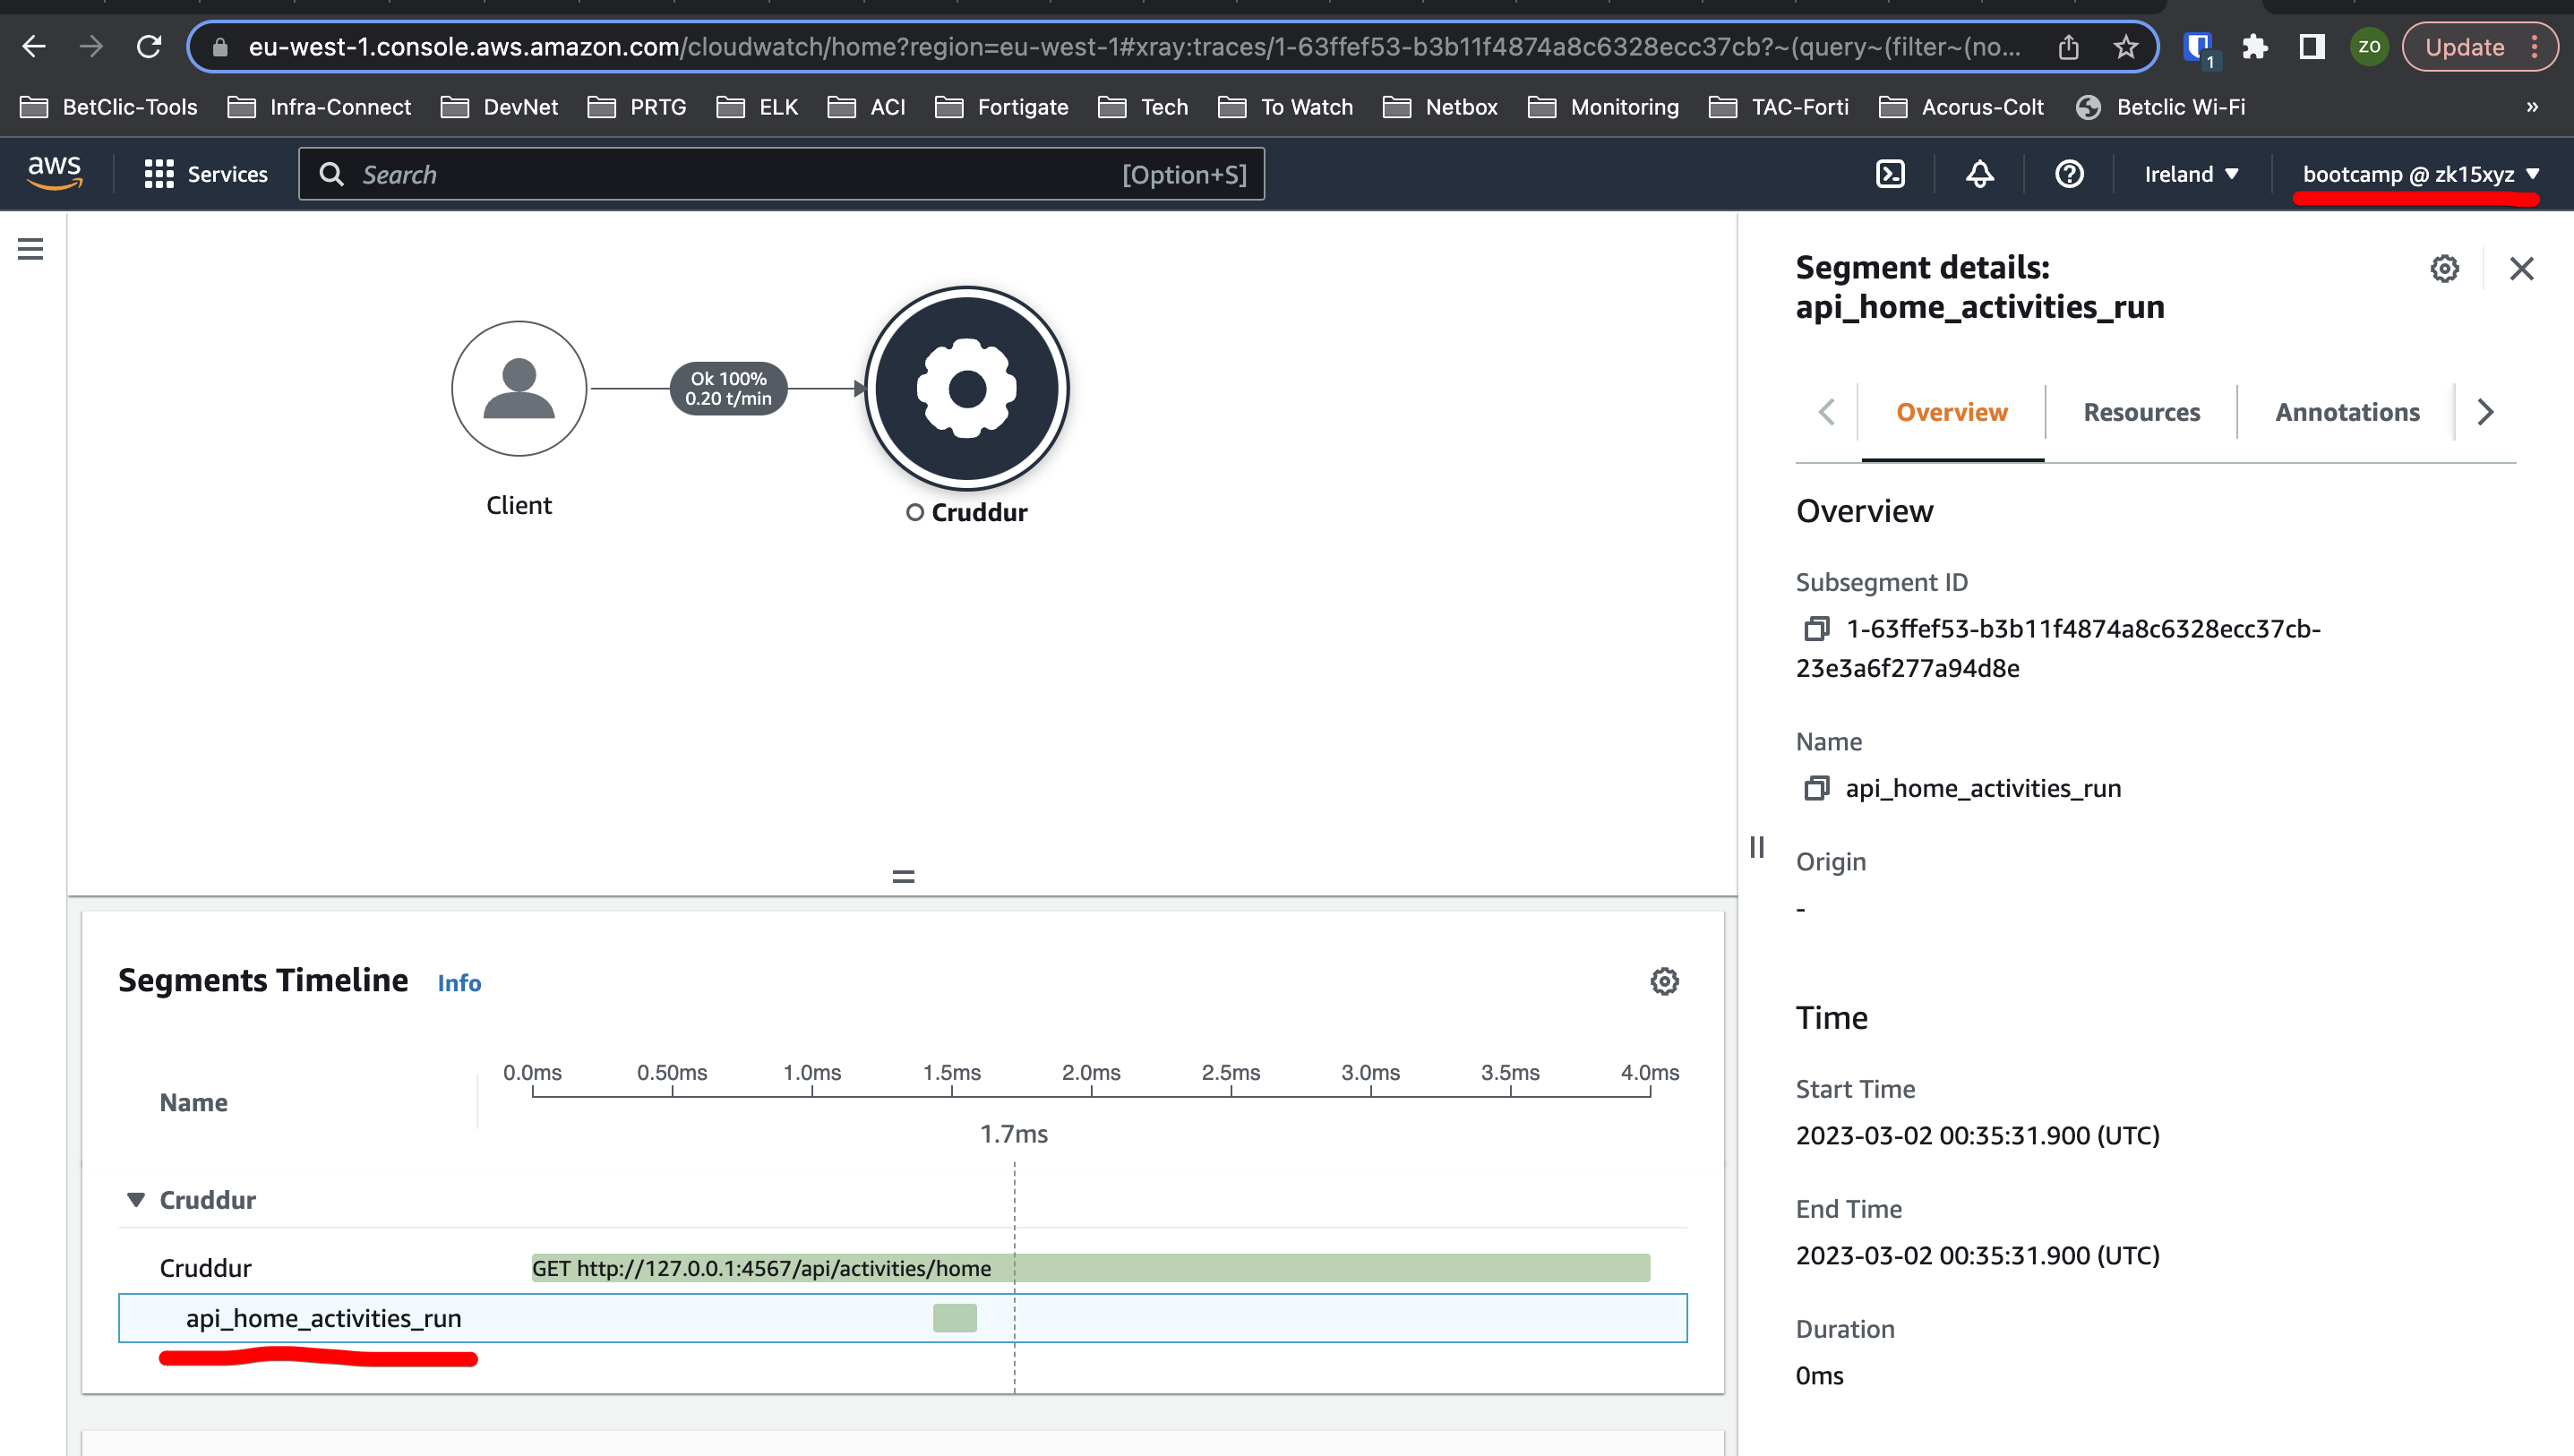 eu-west-1.console.aws.amazon.com/cloudwatch/home?region=eu-west-1#xray:traces/1-63ffef53-b3b11f4874a8c6328ecc37cb?~(query~(filter~(no...
1
ZO
Update
BetClic-Tools
Infra-Connect
DevNet
PRTG
ELK
ACI
Fortigate
Tech
To Watch
Netbox
Monitoring
TAC-Forti
Acorus-Colt
Betclic Wi-Fi
»
aws
Services
Search
[Option+S]
Ireland
bootcamp @ zk15xyz
Ok 100%
0.20 t/min
Client
Cruddur
Segments Timeline
Info
Name
0.0ms
0.50ms
1.0ms
1.5ms
2.0ms
2.5ms
3.0ms
3.5ms
4.0ms
1.7ms
Cruddur
Cruddur
GET http://127.0.0.1:4567/api/activities/home
api_home_activities_run
Segment details:
api_home_activities_run
Overview
Resources
Annotations
Overview
Subsegment ID
1-63ffef53-b3b11f4874a8c6328ecc37cb-
23e3a6f277a94d8e
Name
api_home_activities_run
Origin
-
Time
Start Time
2023-03-02 00:35:31.900 (UTC)
End Time
2023-03-02 00:35:31.900 (UTC)
Duration
0ms